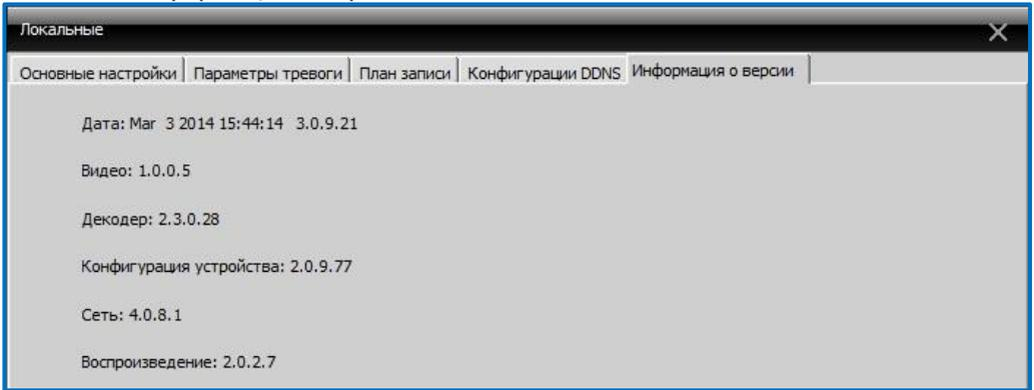 Локальные
Основные настройки Параметры тревоги План записи Конфигурации DDNS Информация о версии
Дата: Mar 3 2014 15:44:14 3.0.9.21
Видео: 1.0.0.5
Декодер: 2.3.0.28
Конфигурация устройства: 2.0.9.77
Сеть: 4.0.8.1
Воспроизведение: 2.0.2.7